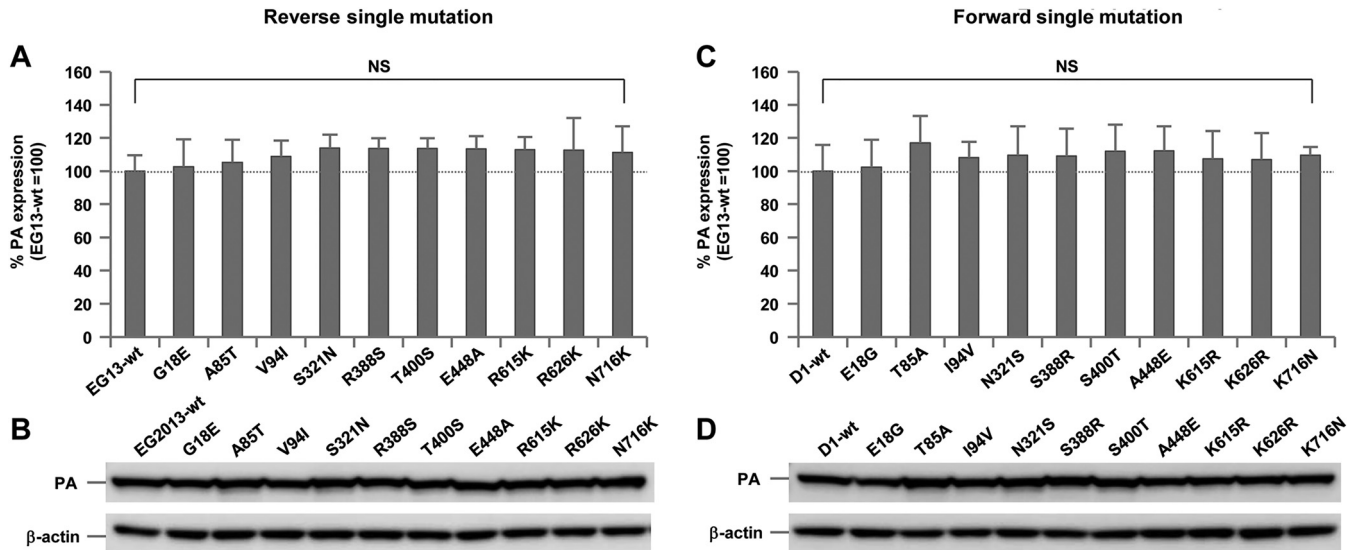 Reverse single mutation
Forward single mutation
A
% PA expression
(EG13-wt =100)
160
140
120
100
80
60
40
20
0
NS
EG13-wt
G18E
A85T
V94I
S321N
R388S
T400S
E448A
R615K
R626K
N716K
C
% PA expression
(EG13-wt =100)
160
140
120
100
80
60
40
20
0
NS
D1-wt
E18G
T85A
I94V
N321S
S388R
S400T
A448E
K615R
K626R
K716N
B
EG2013-wt
G18E
A85T
V94I
S321N
R388S
T400S
E448A
R615K
R626K
N716K
PA
β-actin
D
D1-wt
E18G
T85A
I94V
N321S
S388R
S400T
A448E
K615R
K626R
K716N
PA
β-actin